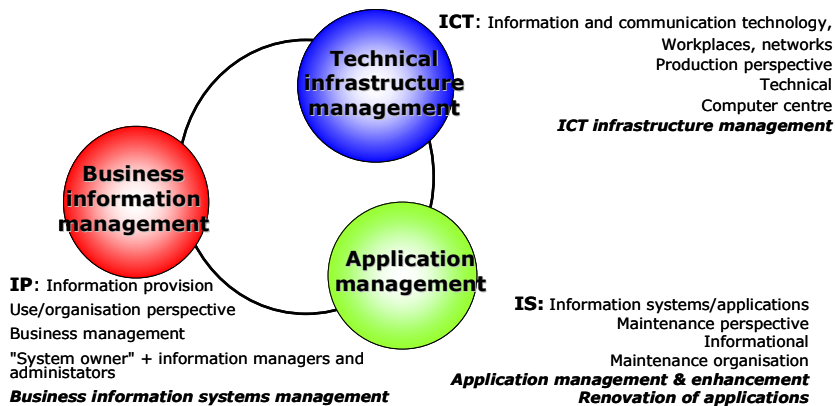 Technical
infrastructure
management
ICT: Information and communication technology,
Workplaces, networks
Production perspective
Technical
Computer centre
ICT infrastructure management
Business
information
management
IP: Information provision
Use/organisation perspective
Business management
"System owner" + information managers and
administators
Business information systems management
Application
management
IS: Information systems/applications
Maintenance perspective
Informational
Maintenance organisation
Application management & enhancement
Renovation of applications